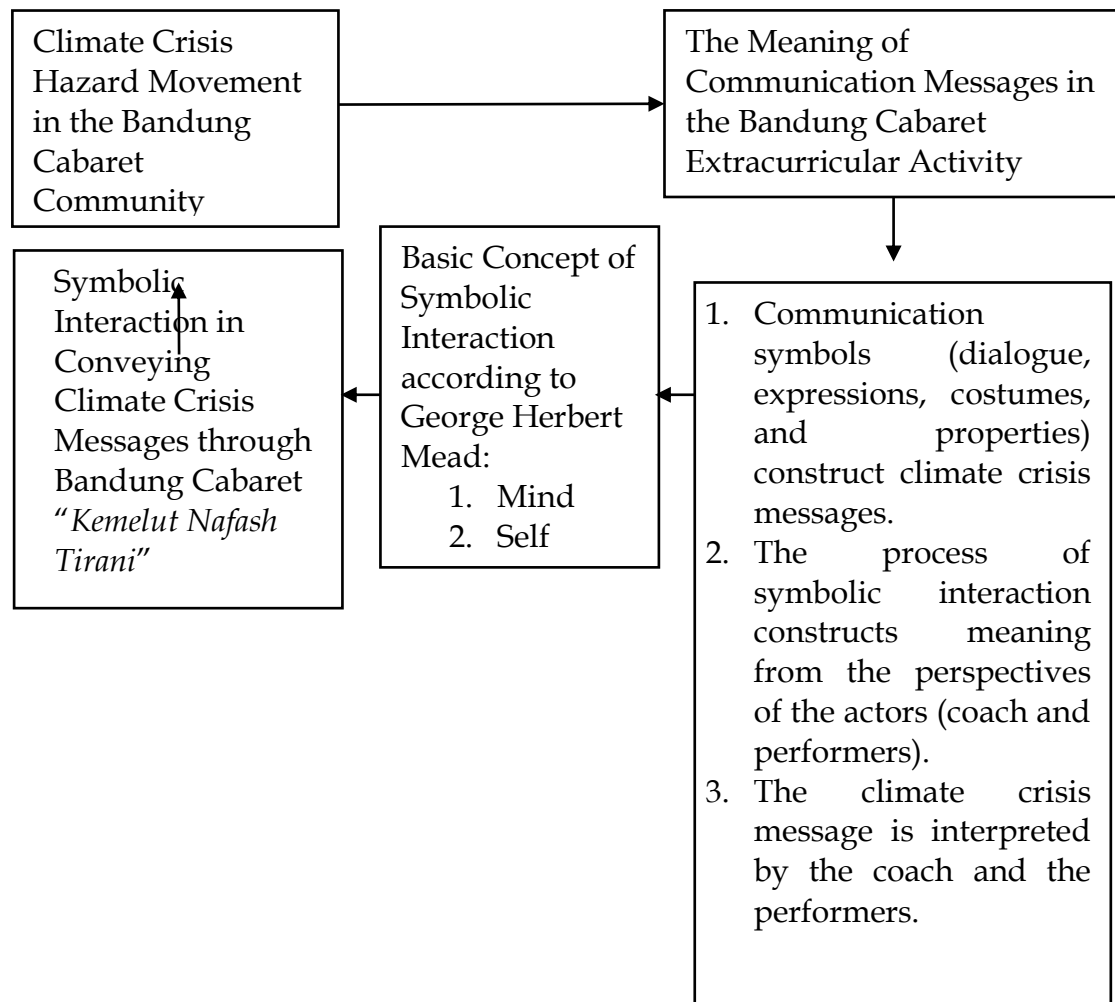 Climate Crisis
Hazard Movement
in the Bandung
Cabaret
Community
The Meaning of
Communication Messages in
the Bandung Cabaret
Extracurricular Activity
1. Communication
symbols (dialogue,
expressions, costumes,
and properties)
construct climate crisis
messages.
2. The process of
symbolic interaction
constructs meaning
from the perspectives
of the actors (coach and
performers).
3. The climate crisis
message is interpreted
by the coach and the
performers.
Basic Concept of
Symbolic
Interaction
according to
George Herbert
Mead:
1. Mind
2. Self
Symbolic
Interaction in
Conveying
Climate Crisis
Messages through
Bandung Cabaret
“Kemelut Nafash
Tirani”